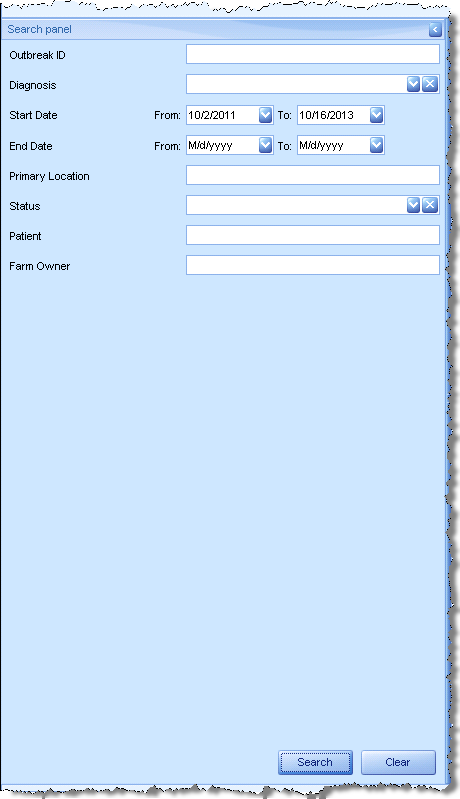 Search panel
Outbreak ID
Diagnosis
Start Date From: 10/2/2011 To: 10/16/2013
End Date From: M/d/yyyy To: M/d/yyyy
Primary Location
Status
Patient
Farm Owner
Search Clear